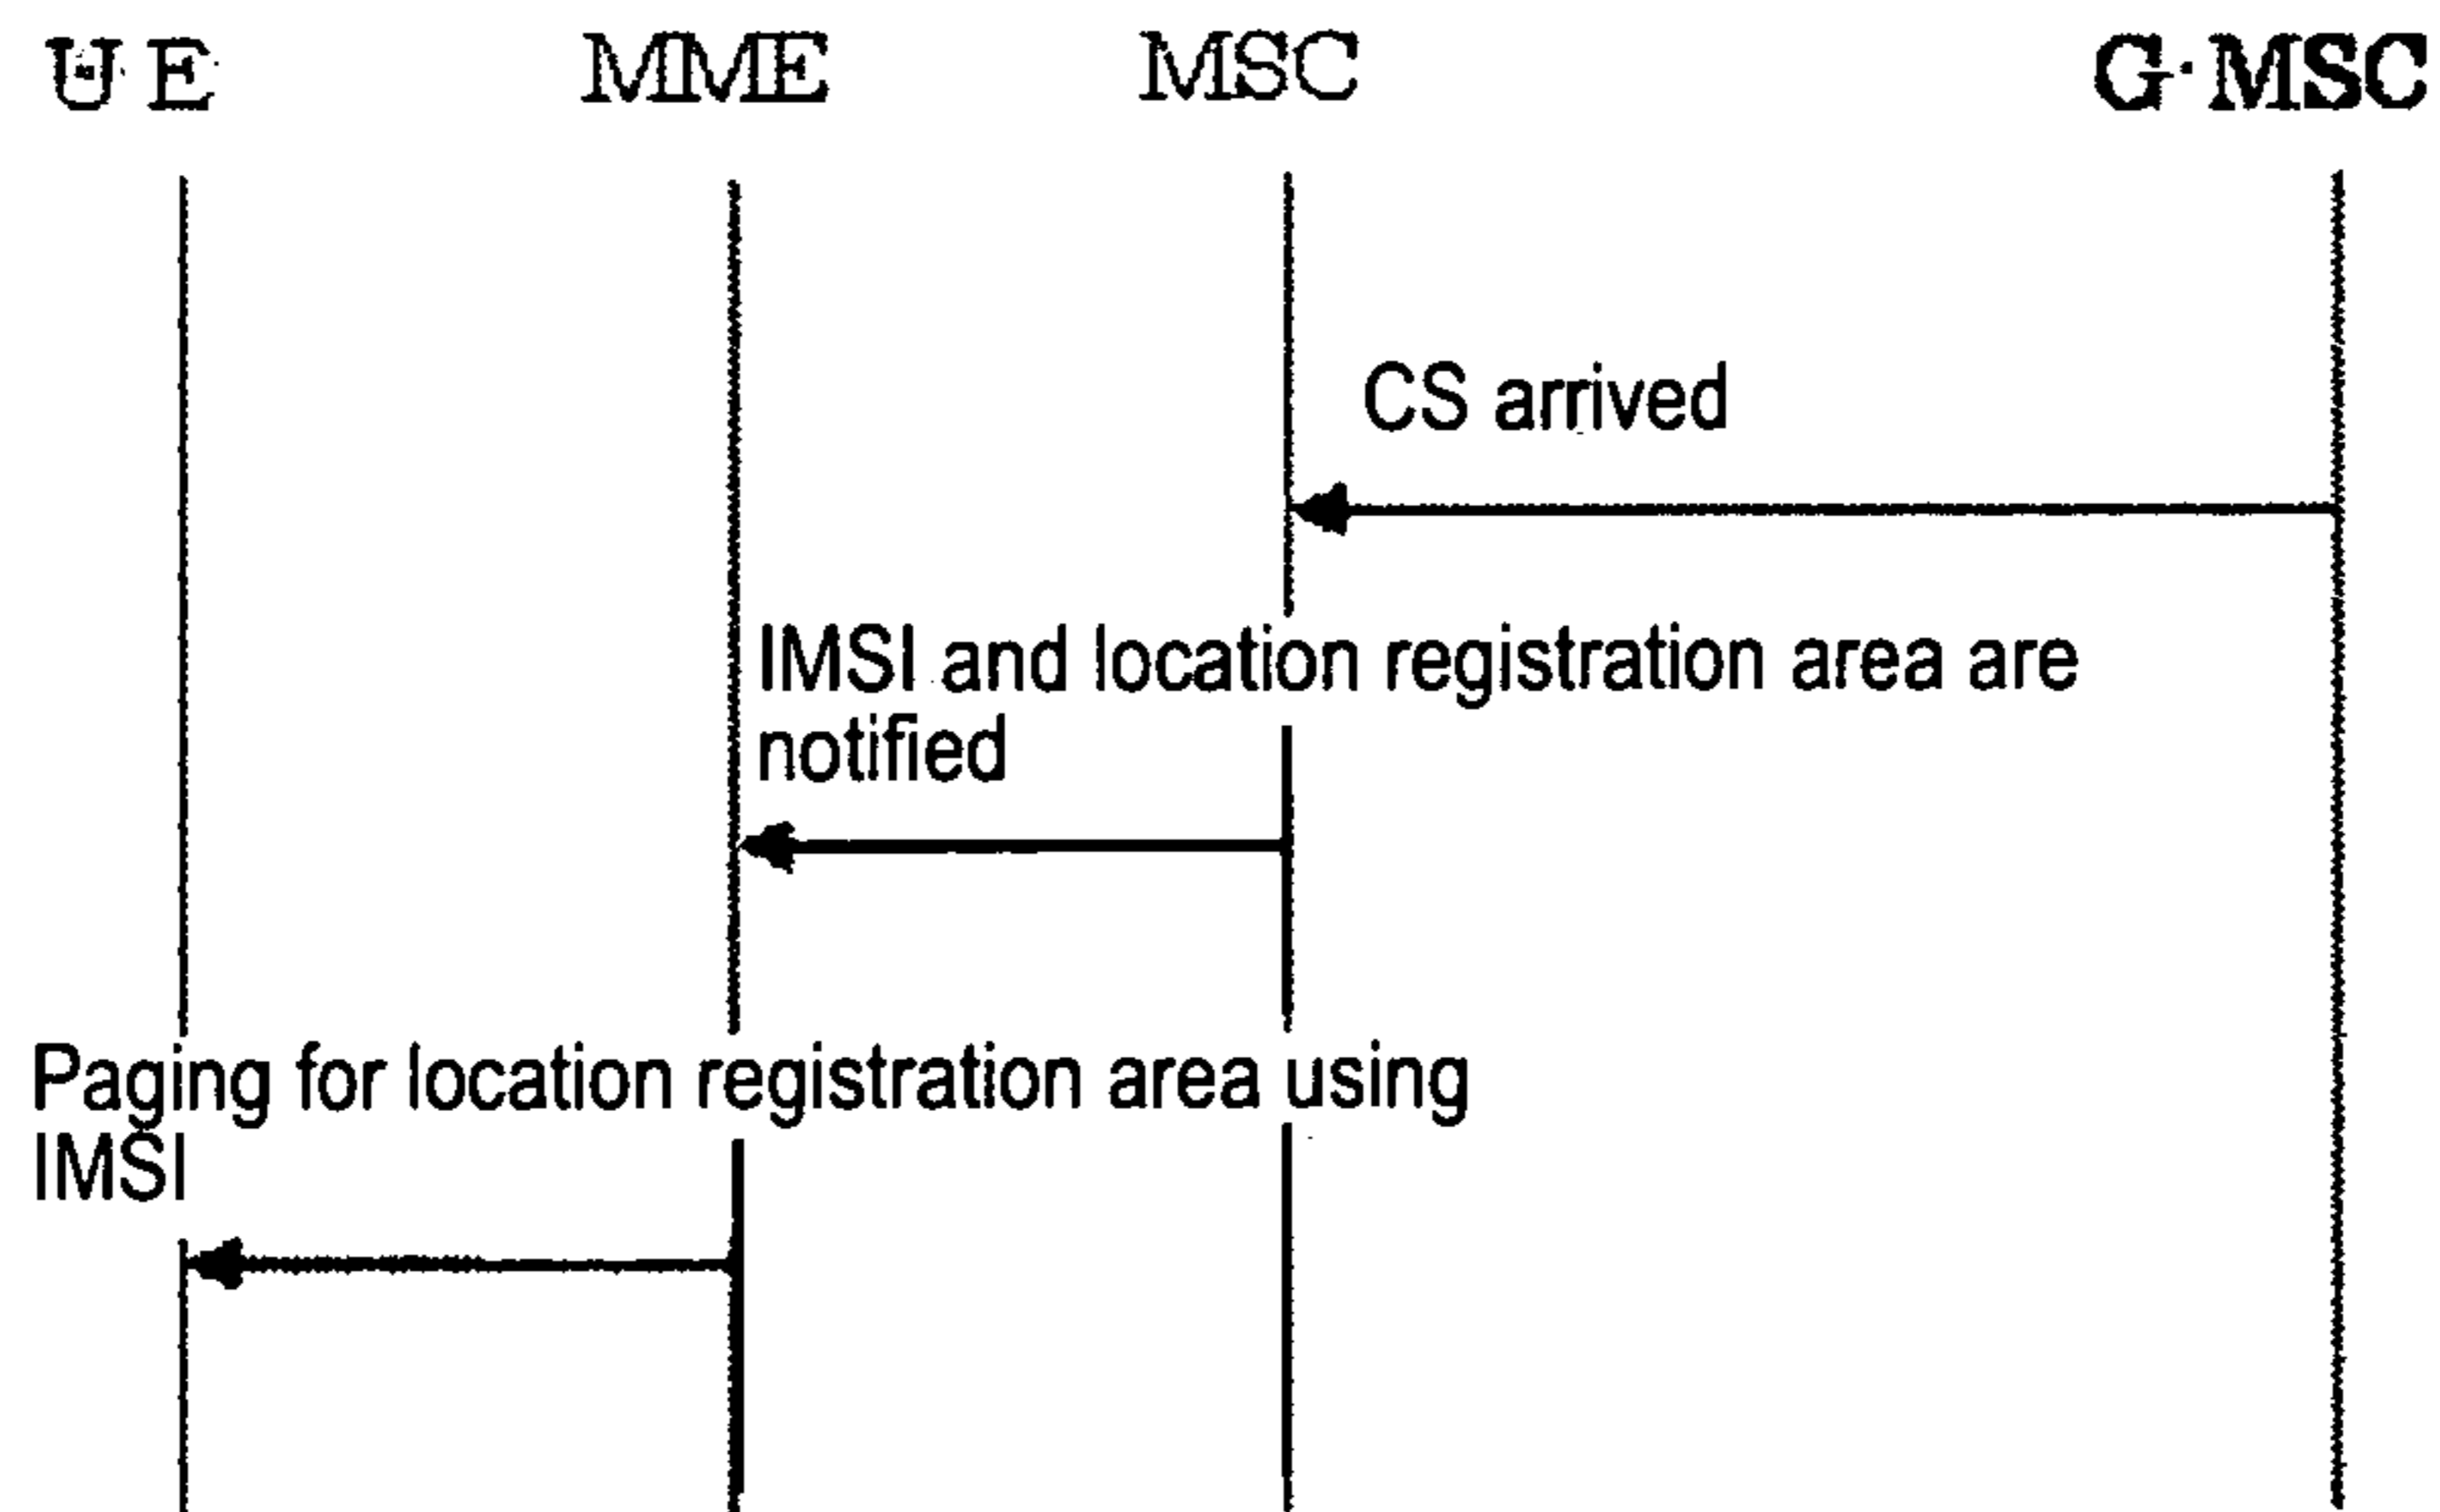 UE MME MSC G-MSC
CS arrived
IMSI and location registration area are
notified
Paging for location registration area using
IMSI